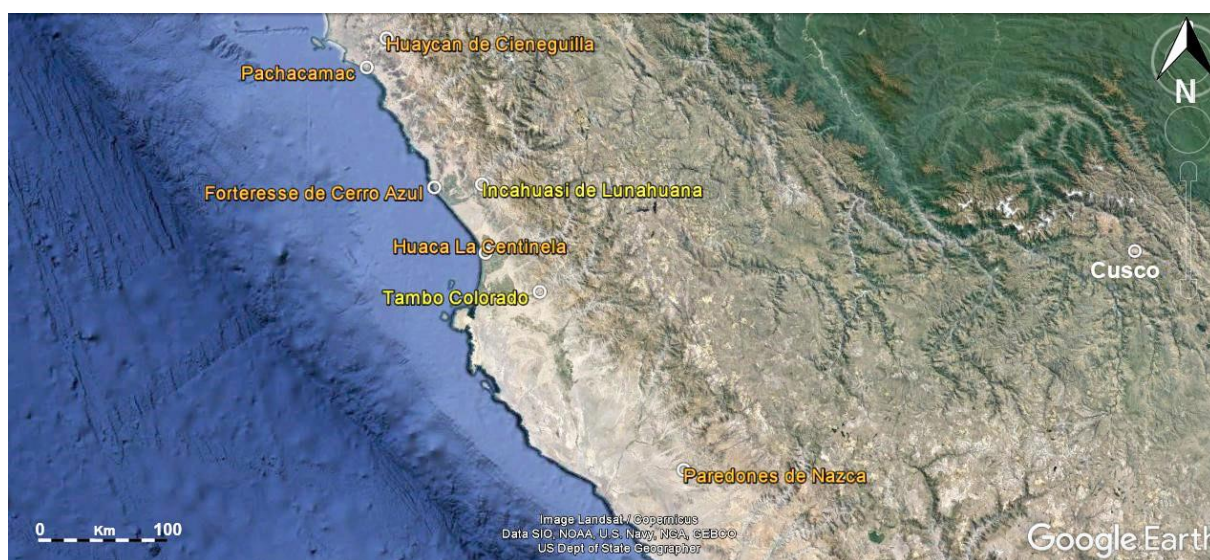 Huaycan de Cieneguilla
Pachacamac
N
Forteresse de Cerro Azul
Incahuasi de Lunahuana
Huaca La Centinela
Cusco
Tambo Colorado
Paredones de Nazca
0 Km 100
Image Landsat / Copernicus
Data SIO, NOAA, U.S. Navy, NGA, GEBCO
US Dept of State Geographer
Google Earth